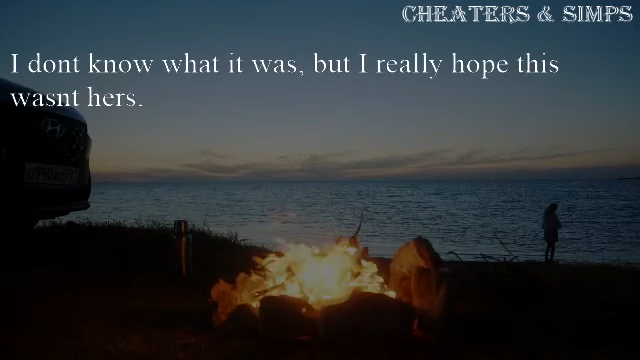 CHEATERS & SIMPS
I dont know what it was, but I really hope this
wasnt hers.